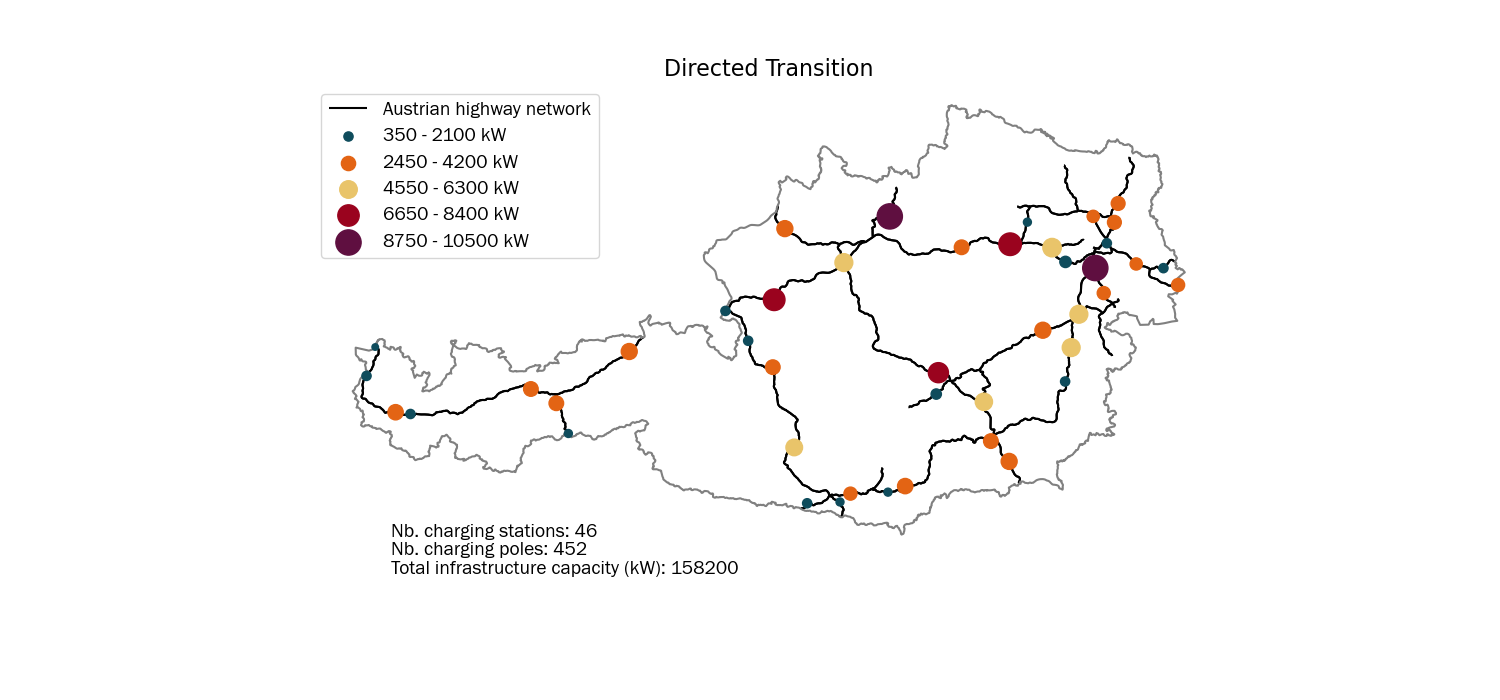 Directed Transition
Austrian highway network
350 - 2100 kW
2450 - 4200 kW
4550 - 6300 kW
6650 - 8400 kW
8750 - 10500 kW
Nb. charging stations: 46
Nb. charging poles: 452
Total infrastructure capacity (kW): 158200